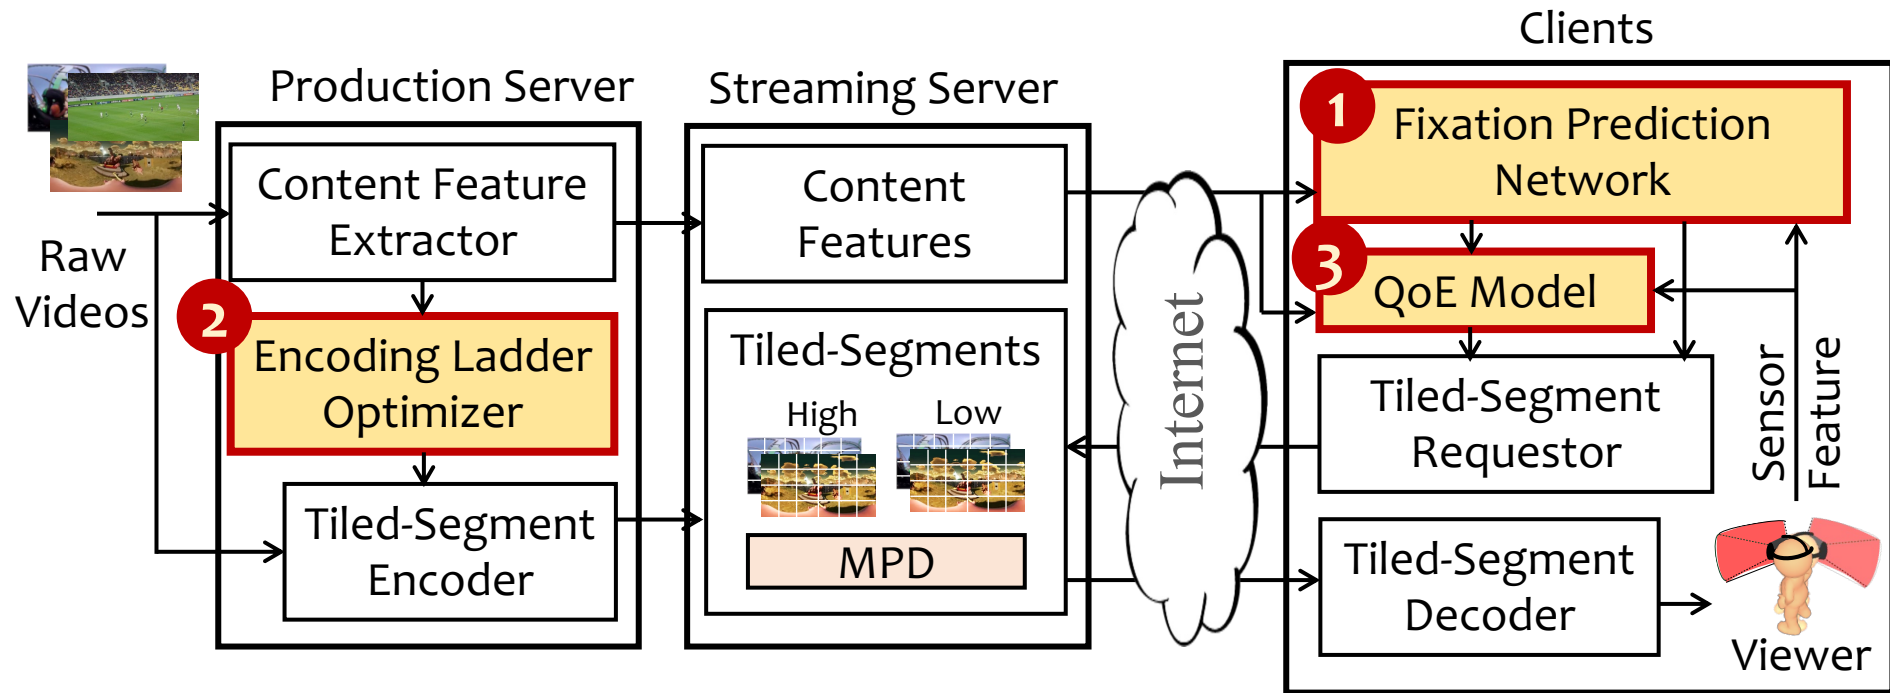 Clients
Production Server
Streaming Server
1
Fixation Prediction
Network
Content Feature
Extractor
Content
Features
Raw
Videos
3
QoE Model
2
Encoding Ladder
Optimizer
Tiled-Segments
High
Low
MPD
Internet
Tiled-Segment
Requestor
Sensor
Feature
Tiled-Segment
Encoder
Tiled-Segment
Decoder
Viewer